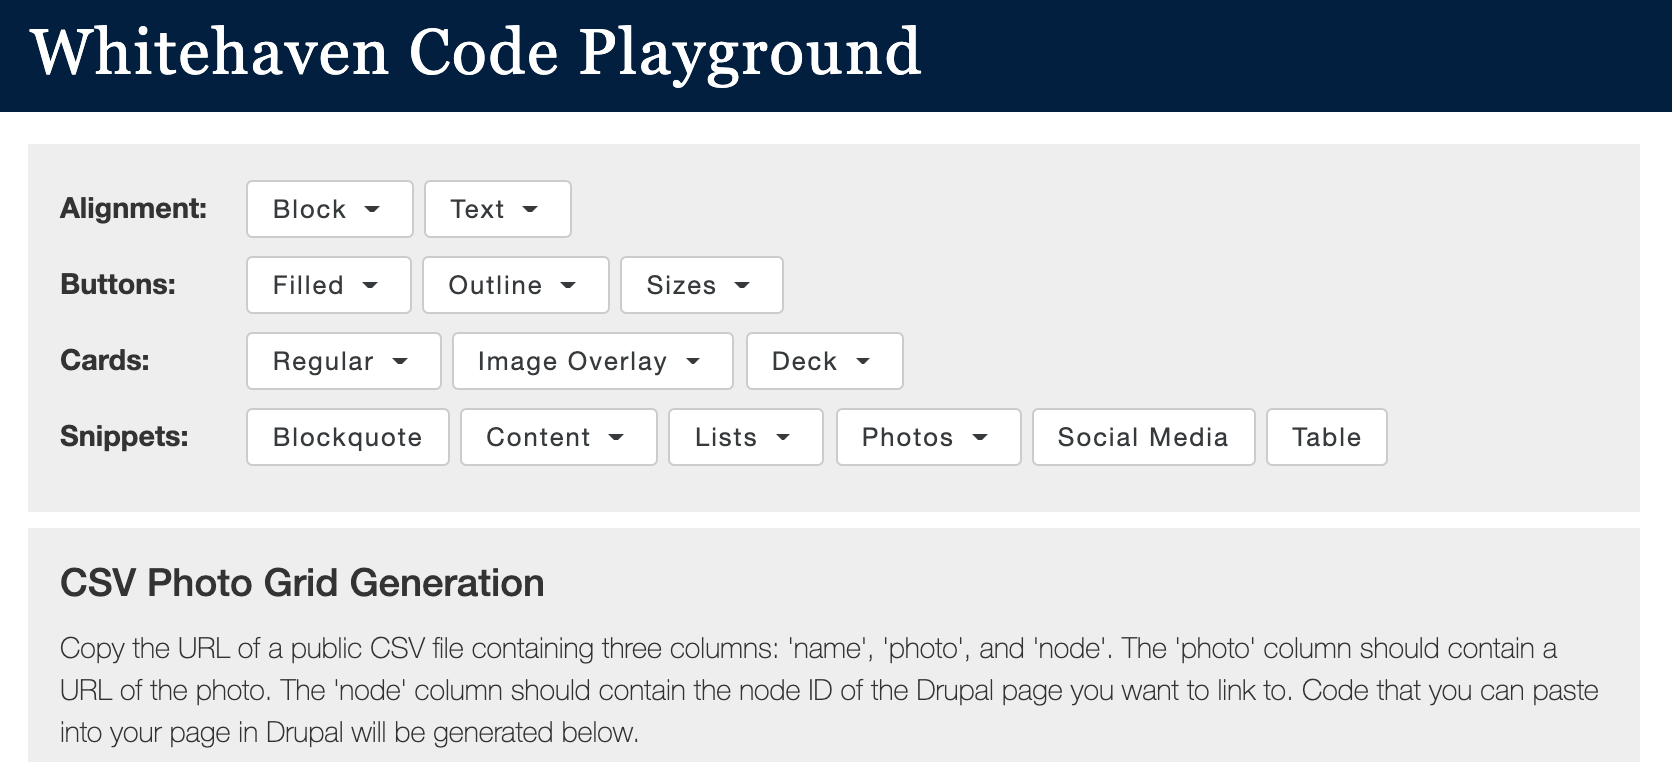 Whitehaven Code Playground
Alignment: Block Text
Buttons: Filled Outline Sizes
Cards: Regular Image Overlay Deck
Snippets: Blockquote Content Lists Photos Social Media Table
CSV Photo Grid Generation
Copy the URL of a public CSV file containing three columns: 'name', 'photo', and 'node'. The 'photo' column should contain a
URL of the photo. The 'node' column should contain the node ID of the Drupal page you want to link to. Code that you can paste
into your page in Drupal will be generated below.